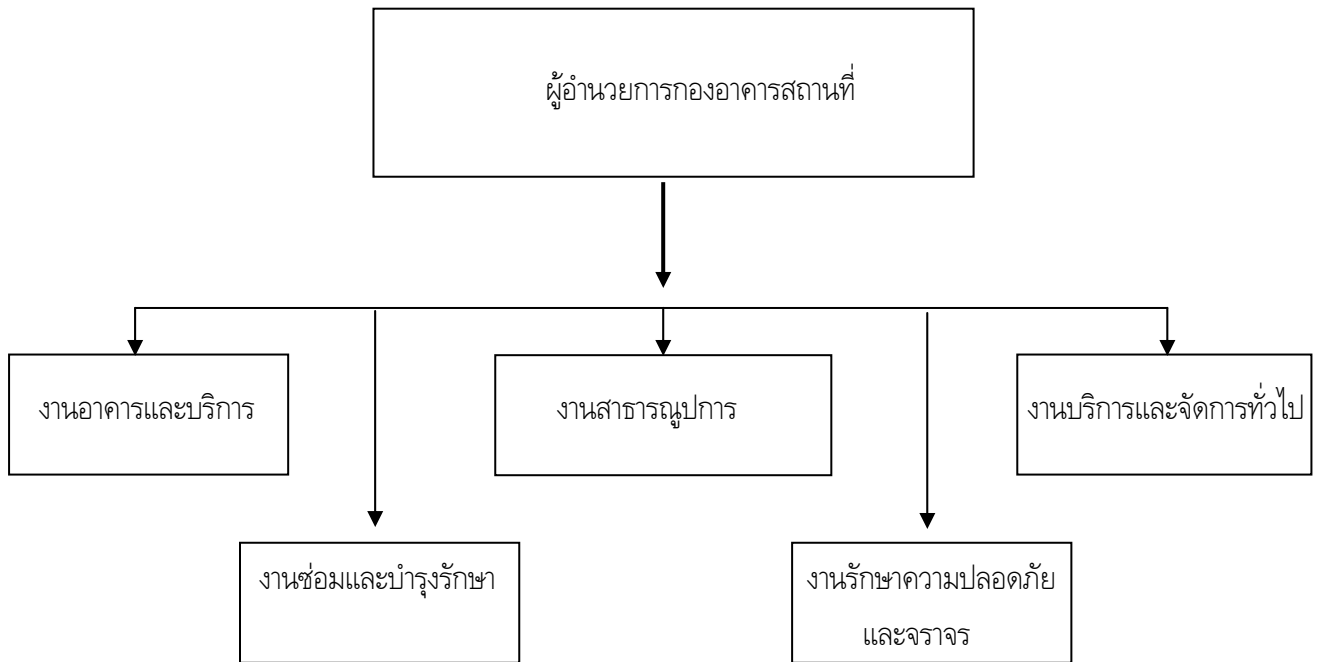 ผู้อำนวยการกองอาคารสถานที่
งานอาคารและบริการ
งานสาธารณูปการ
งานบริการและจัดการทั่วไป
งานซ่อมและบำรุงรักษา
งานรักษาความปลอดภัย
และจราจร